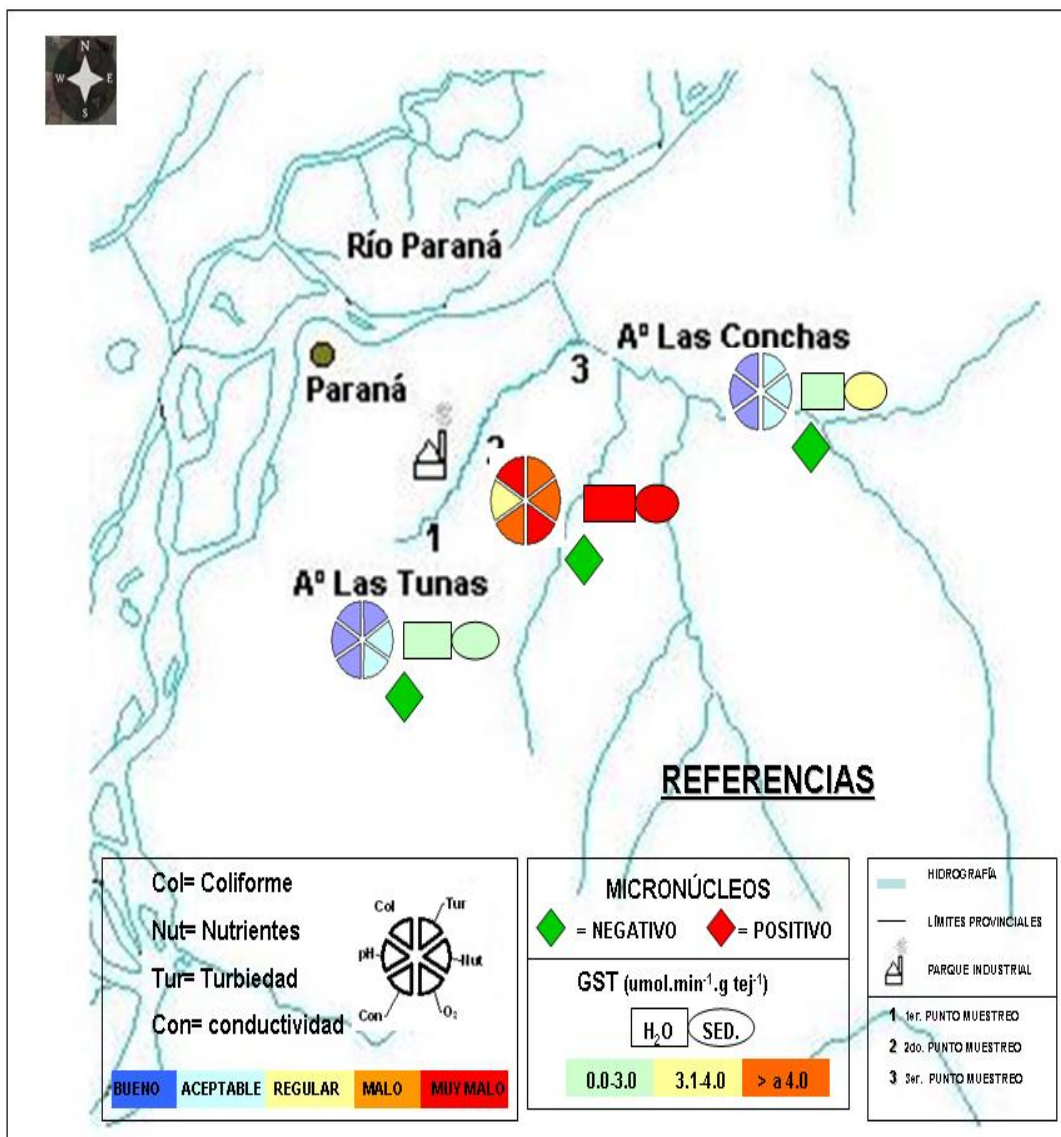 N
W E
S
Río Paraná
Aº Las Conchas
3
Paraná
1
Aº Las Tunas
REFERENCIAS
Col= Coliforme
Nut= Nutrientes
Tur= Turbiedad
Con= conductividad
Col Tur
pH Nut
Con O₂
BUENO ACEPTABLE REGULAR MALO MUY MALO
MICRONÚCLEOS
= NEGATIVO = POSITIVO
GST (umol.min⁻¹.g tej⁻¹)
H₂O SED.
0.0-3.0 3.1-4.0 > a 4.0
HIDROGRAFÍA
LÍMITES PROVINCIALES
PARQUE INDUSTRIAL
1 1er. PUNTO MUESTREO
2 2do. PUNTO MUESTREO
3 3er. PUNTO MUESTREO